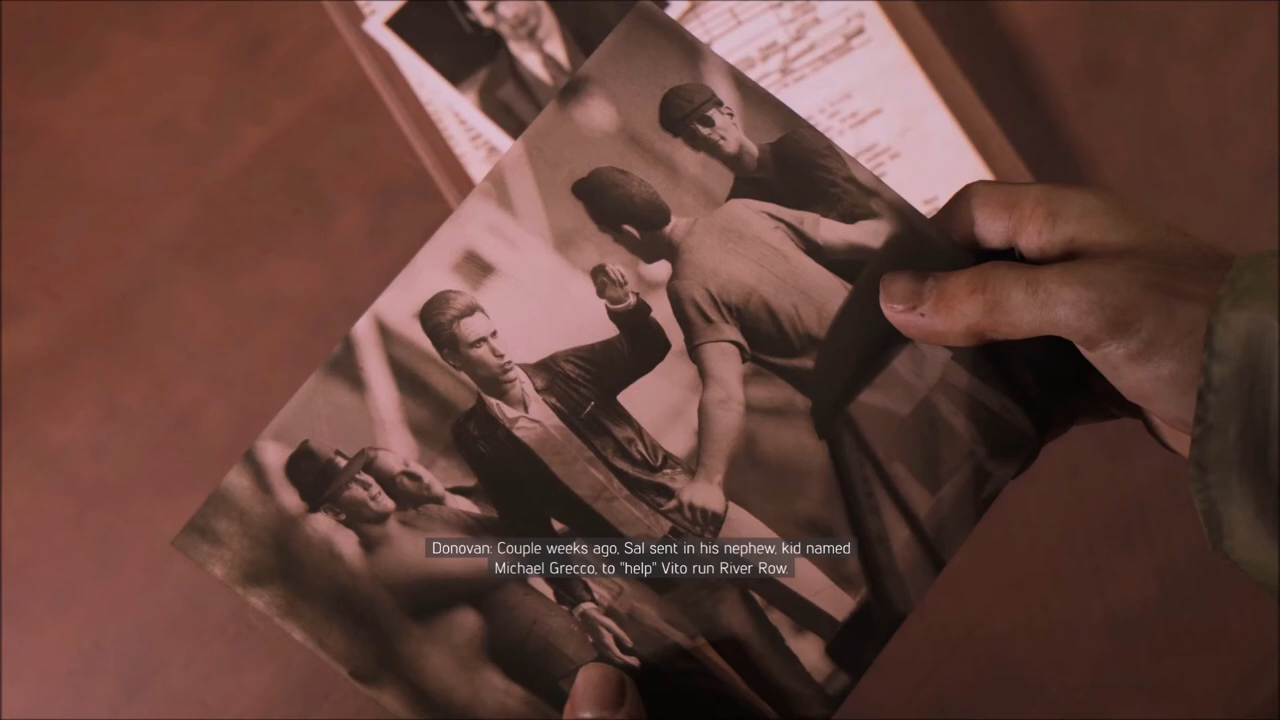 Donovan: Couple weeks ago, Sal sent in his nephew, kid named
Michael Grecco, to "help" Vito run River Row.